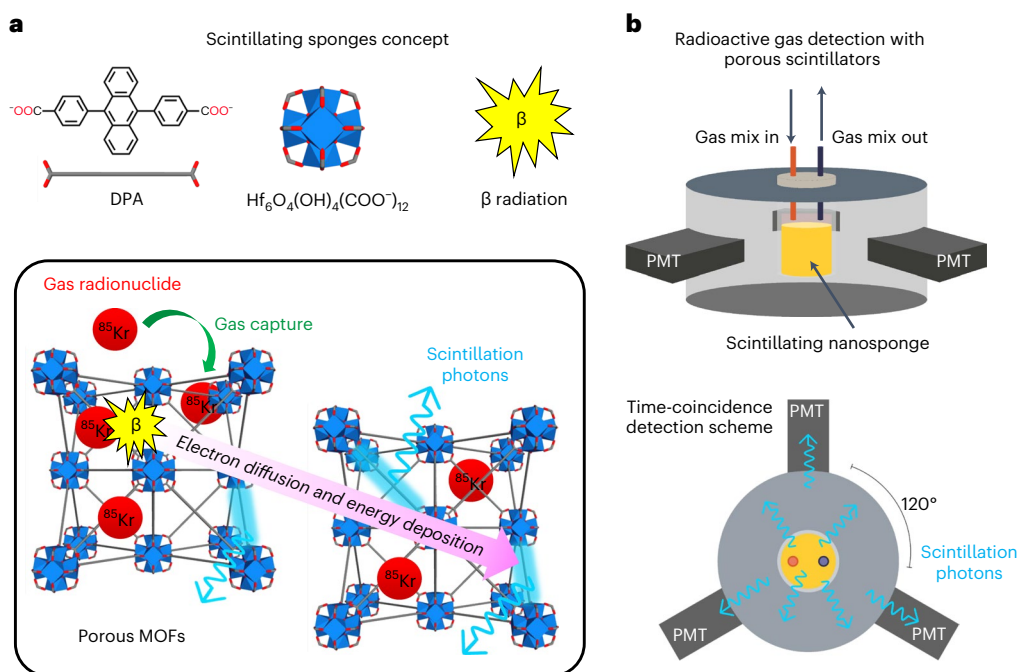 a
Scintillating sponges concept
⁻OOC
COO⁻
β
DPA
Hf₆O₄(OH)₄(COO⁻)₁₂
β radiation
Gas radionuclide
⁸⁵Kr
Gas capture
⁸⁵Kr
Scintillation
photons
⁸⁵Kr
β
Electron diffusion and energy deposition
⁸⁵Kr
⁸⁵Kr
⁸⁵Kr
Porous MOFs
b
Radioactive gas detection with
porous scintillators
Gas mix in
Gas mix out
PMT
PMT
Scintillating nanosponge
Time-coincidence
detection scheme
PMT
120°
Scintillation
photons
PMT
PMT